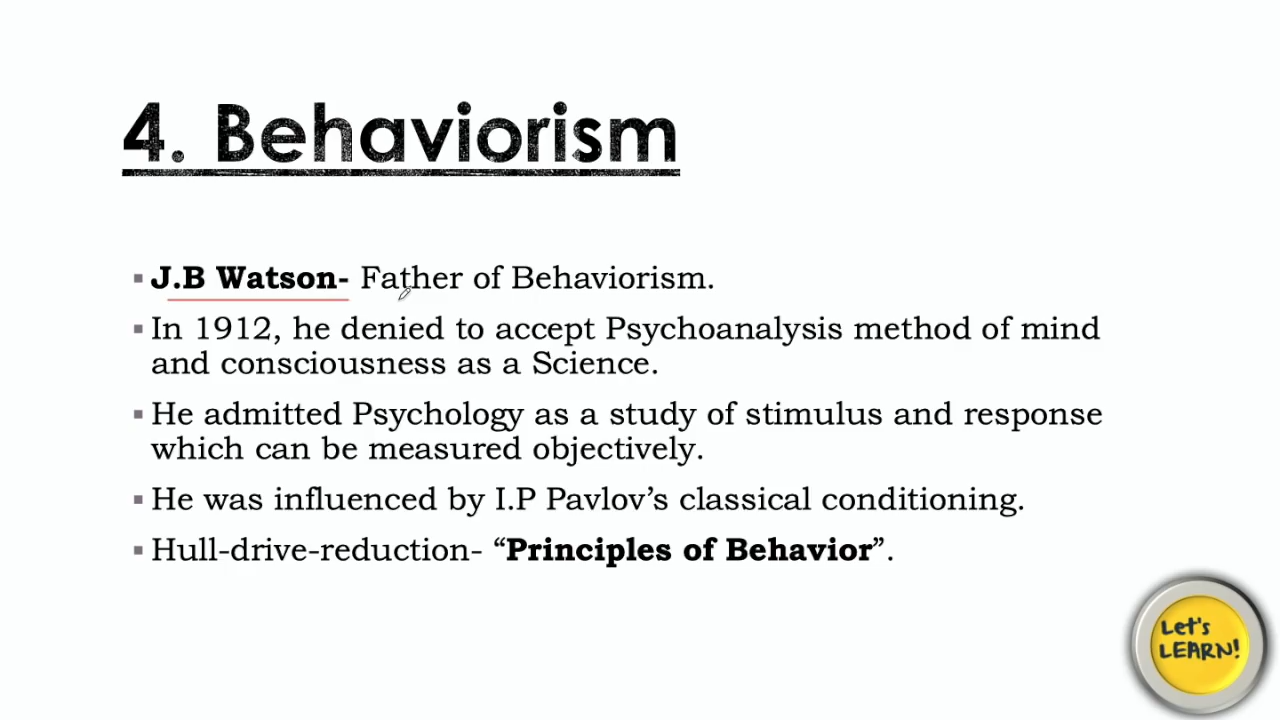 4. Behaviorism
▪ J.B Watson- Father of Behaviorism.
▪ In 1912, he denied to accept Psychoanalysis method of mind
and consciousness as a Science.
▪ He admitted Psychology as a study of stimulus and response
which can be measured objectively.
▪ He was influenced by I.P Pavlov’s classical conditioning.
▪ Hull-drive-reduction- “Principles of Behavior”.
Let's
LEARN!